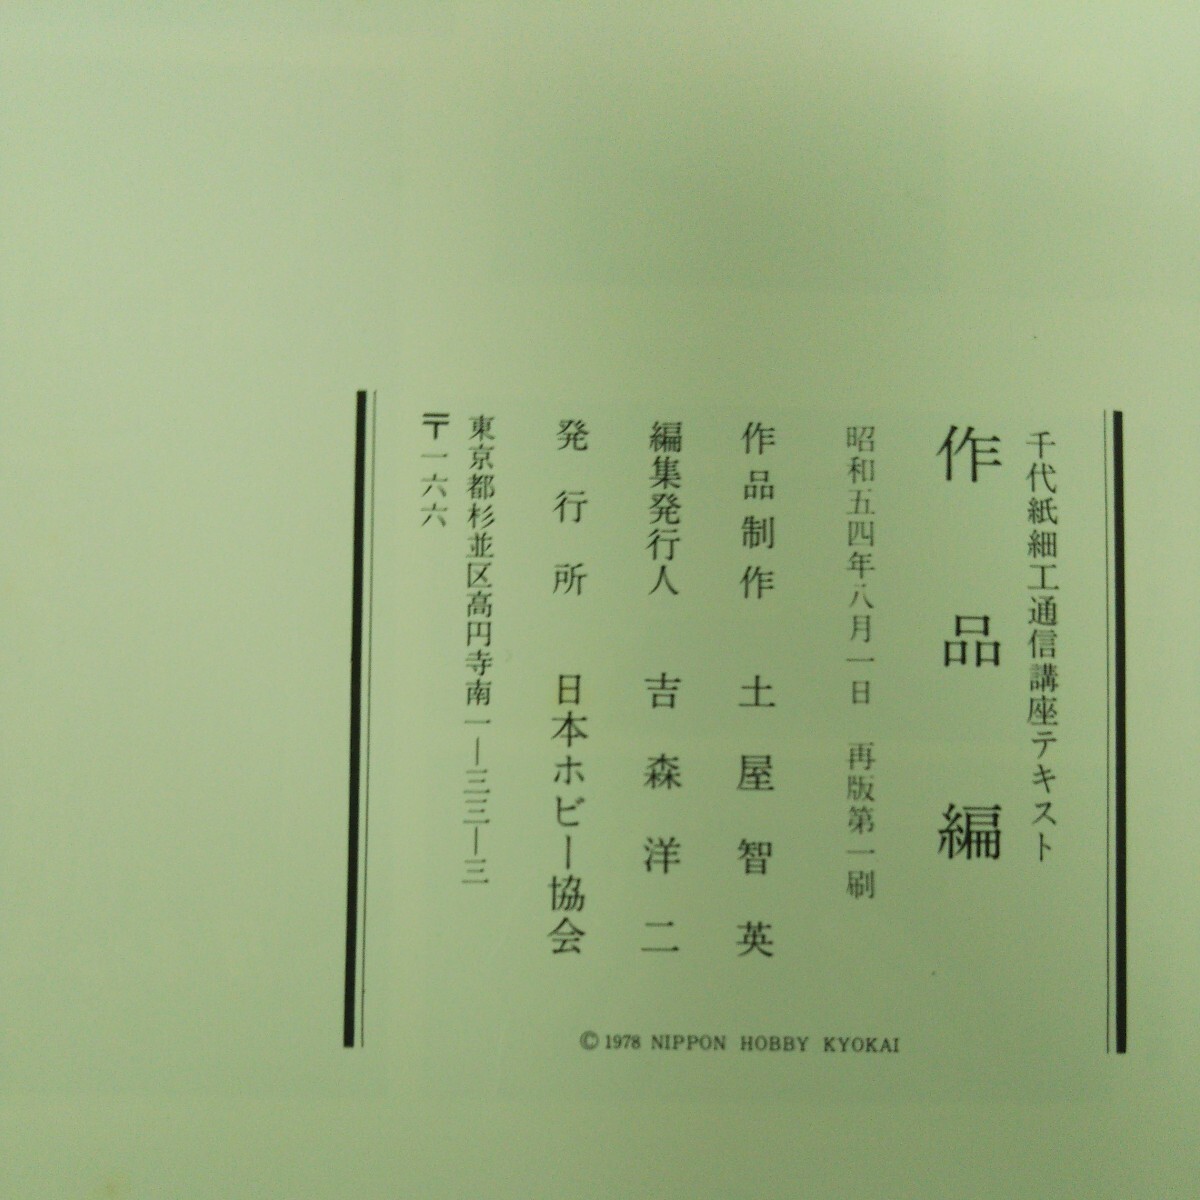 千代紙細工通信講座テキスト
作品編
昭和五四年八月一日 再版第一刷
作品制作 土屋智英
編集発行人 吉森洋二
発行所 日本ホビー協会
東京都杉並区高円寺南一ー三三ー三
〒一六六
© 1978 NIPPON HOBBY KYOKAI